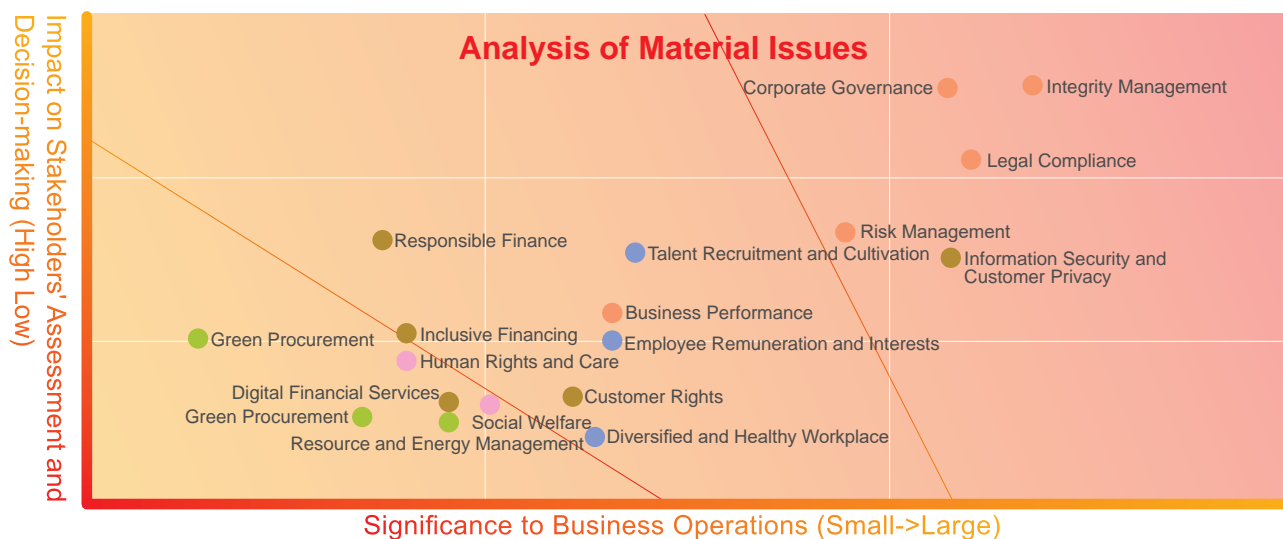 Impact on Stakeholders' Assessment and
Decision-making (High Low)
Analysis of Material Issues
Corporate Governance
Integrity Management
Legal Compliance
Responsible Finance
Risk Management
Talent Recruitment and Cultivation
Information Security and
Customer Privacy
Business Performance
Green Procurement
Inclusive Financing
Employee Remuneration and Interests
Human Rights and Care
Digital Financial Services
Customer Rights
Green Procurement
Social Welfare
Resource and Energy Management
Diversified and Healthy Workplace
Significance to Business Operations (Small->Large)